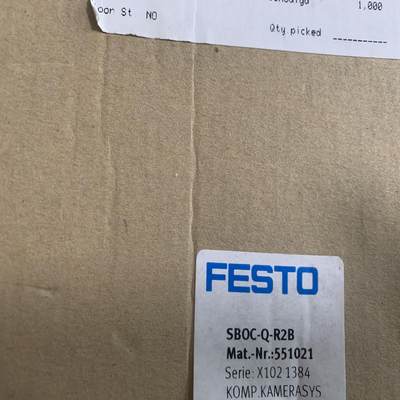 1,000
oor St NO
Qty.picked
FESTO
SBOC-Q-R2B
Mat.-Nr.:551021
Serie: X102 1384
KOMP.KAMERASYS